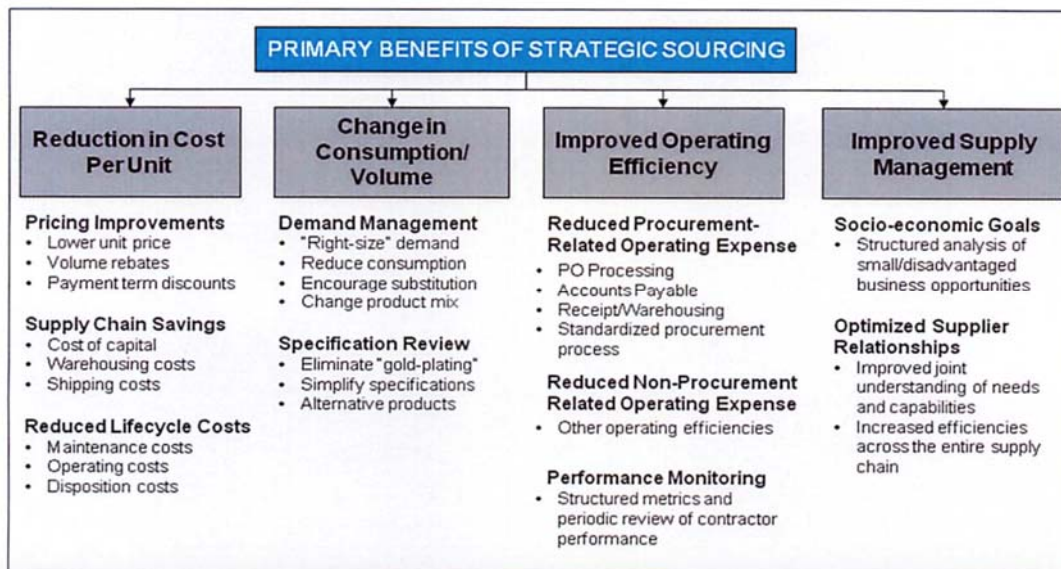 PRIMARY BENEFITS OF STRATEGIC SOURCING
Reduction in Cost
Per Unit
Pricing Improvements
• Lower unit price
• Volume rebates
• Payment term discounts
Supply Chain Savings
• Cost of capital
• Warehousing costs
• Shipping costs
Reduced Lifecycle Costs
• Maintenance costs
• Operating costs
• Disposition costs
Change in
Consumption/
Volume
Demand Management
• "Right-size" demand
• Reduce consumption
• Encourage substitution
• Change product mix
Specification Review
• Eliminate "gold-plating"
• Simplify specifications
• Alternative products
Improved Operating
Efficiency
Reduced Procurement-
Related Operating Expense
• PO Processing
• Accounts Payable
• Receipt/Warehousing
• Standardized procurement
process
Reduced Non-Procurement
Related Operating Expense
• Other operating efficiencies
Performance Monitoring
• Structured metrics and
periodic review of contractor
performance
Improved Supply
Management
Socio-economic Goals
• Structured analysis of
small/disadvantaged
business opportunities
Optimized Supplier
Relationships
• Improved joint
understanding of needs
and capabilities
• Increased efficiencies
across the entire supply
chain